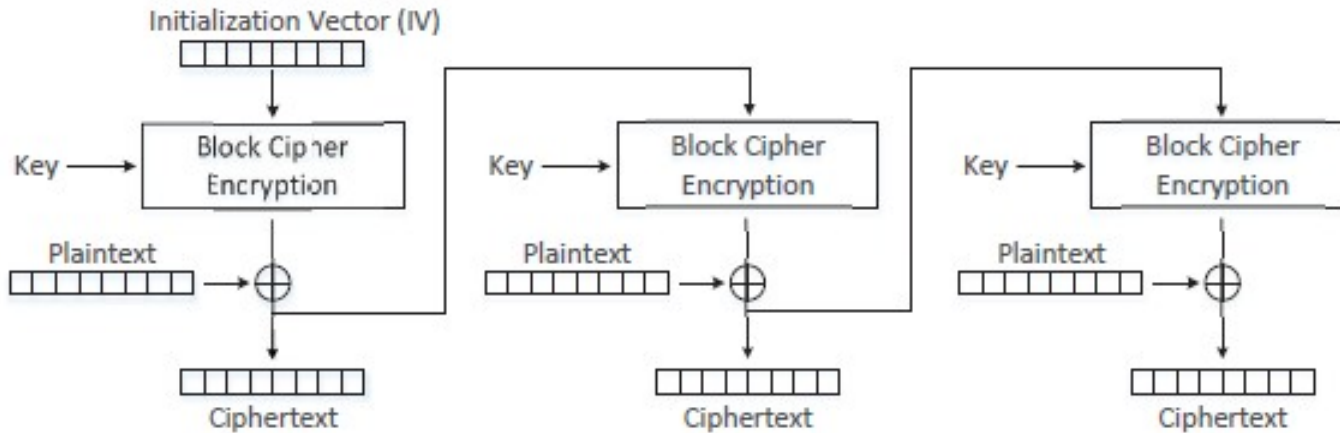 Initialization Vector (IV)
Key
Block Cipher
Encryption
Key
Block Cipher
Encryption
Key
Block Cipher
Encryption
Plaintext
Plaintext
Plaintext
Ciphertext
Ciphertext
Ciphertext